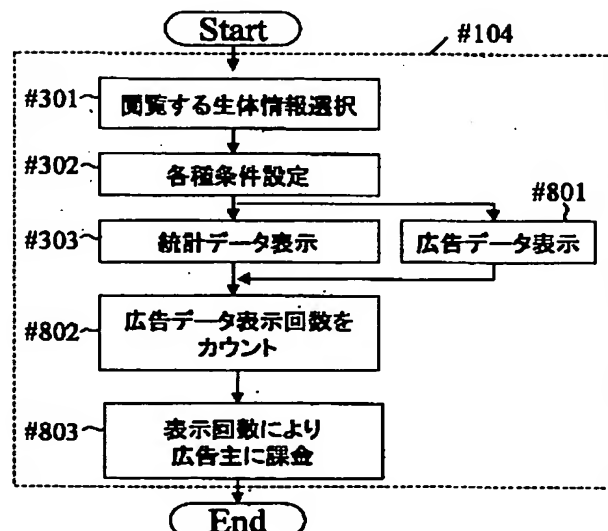 Start
#104
#301
閲覧する生体情報選択
#302
各種条件設定
#801
#303
統計データ表示
広告データ表示
#802
広告データ表示回数を
カウント
#803
表示回数により
広告主に課金
End